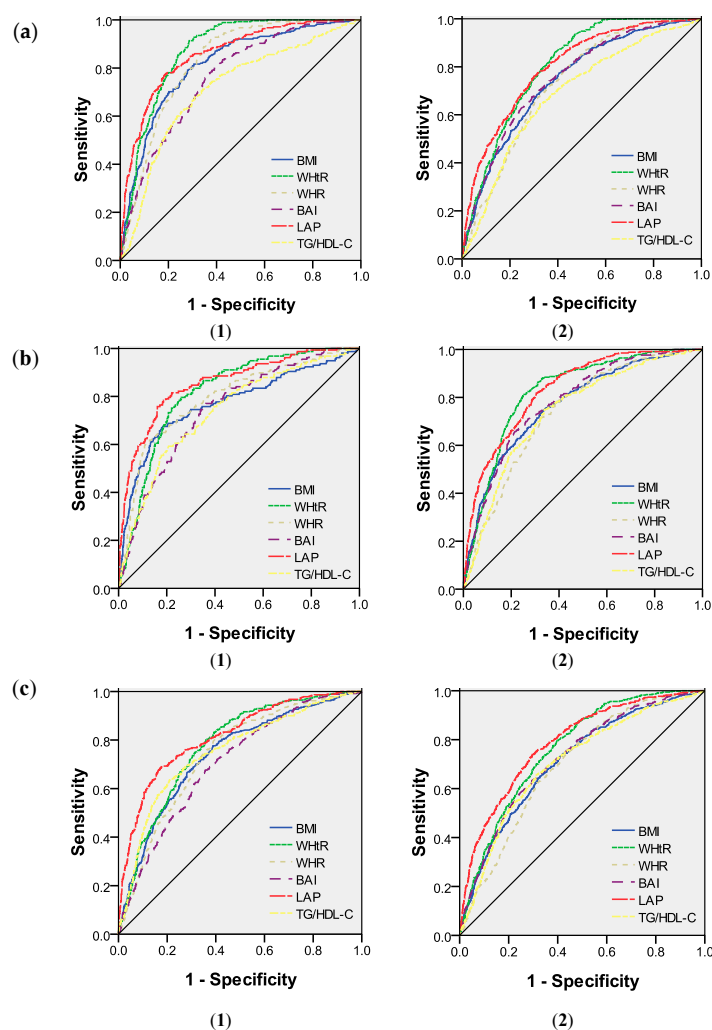 (a)
Sensitivity
1.0
0.8
0.6
0.4
0.2
0.0
BMI
WHtR
WHR
BAI
LAP
TG/HDL-C
0.0 0.2 0.4 0.6 0.8 1.0
1 - Specificity
(1)
Sensitivity
1.0
0.8
0.6
0.4
0.2
0.0
BMI
WHtR
WHR
BAI
LAP
TG/HDL-C
0.0 0.2 0.4 0.6 0.8 1.0
1 - Specificity
(2)
(b)
Sensitivity
1.0
0.8
0.6
0.4
0.2
0.0
BMI
WHtR
WHR
BAI
LAP
TG/HDL-C
0.0 0.2 0.4 0.6 0.8 1.0
1 - Specificity
(1)
Sensitivity
1.0
0.8
0.6
0.4
0.2
0.0
BMI
WHtR
WHR
BAI
LAP
TG/HDL-C
0.0 0.2 0.4 0.6 0.8 1.0
1 - Specificity
(2)
(c)
Sensitivity
1.0
0.8
0.6
0.4
0.2
0.0
BMI
WHtR
WHR
BAI
LAP
TG/HDL-C
0.0 0.2 0.4 0.6 0.8 1.0
1 - Specificity
(1)
Sensitivity
1.0
0.8
0.6
0.4
0.2
0.0
BMI
WHtR
WHR
BAI
LAP
TG/HDL-C
0.0 0.2 0.4 0.6 0.8 1.0
1 - Specificity
(2)